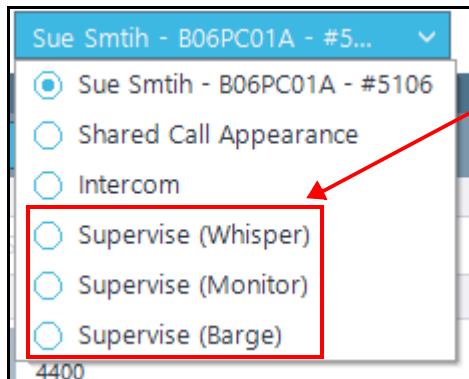 Sue Smtih - B06PC01A - #5...
Sue Smtih - B06PC01A - #5106
Shared Call Appearance
Intercom
Supervise (Whisper)
Supervise (Monitor)
Supervise (Barge)
4400